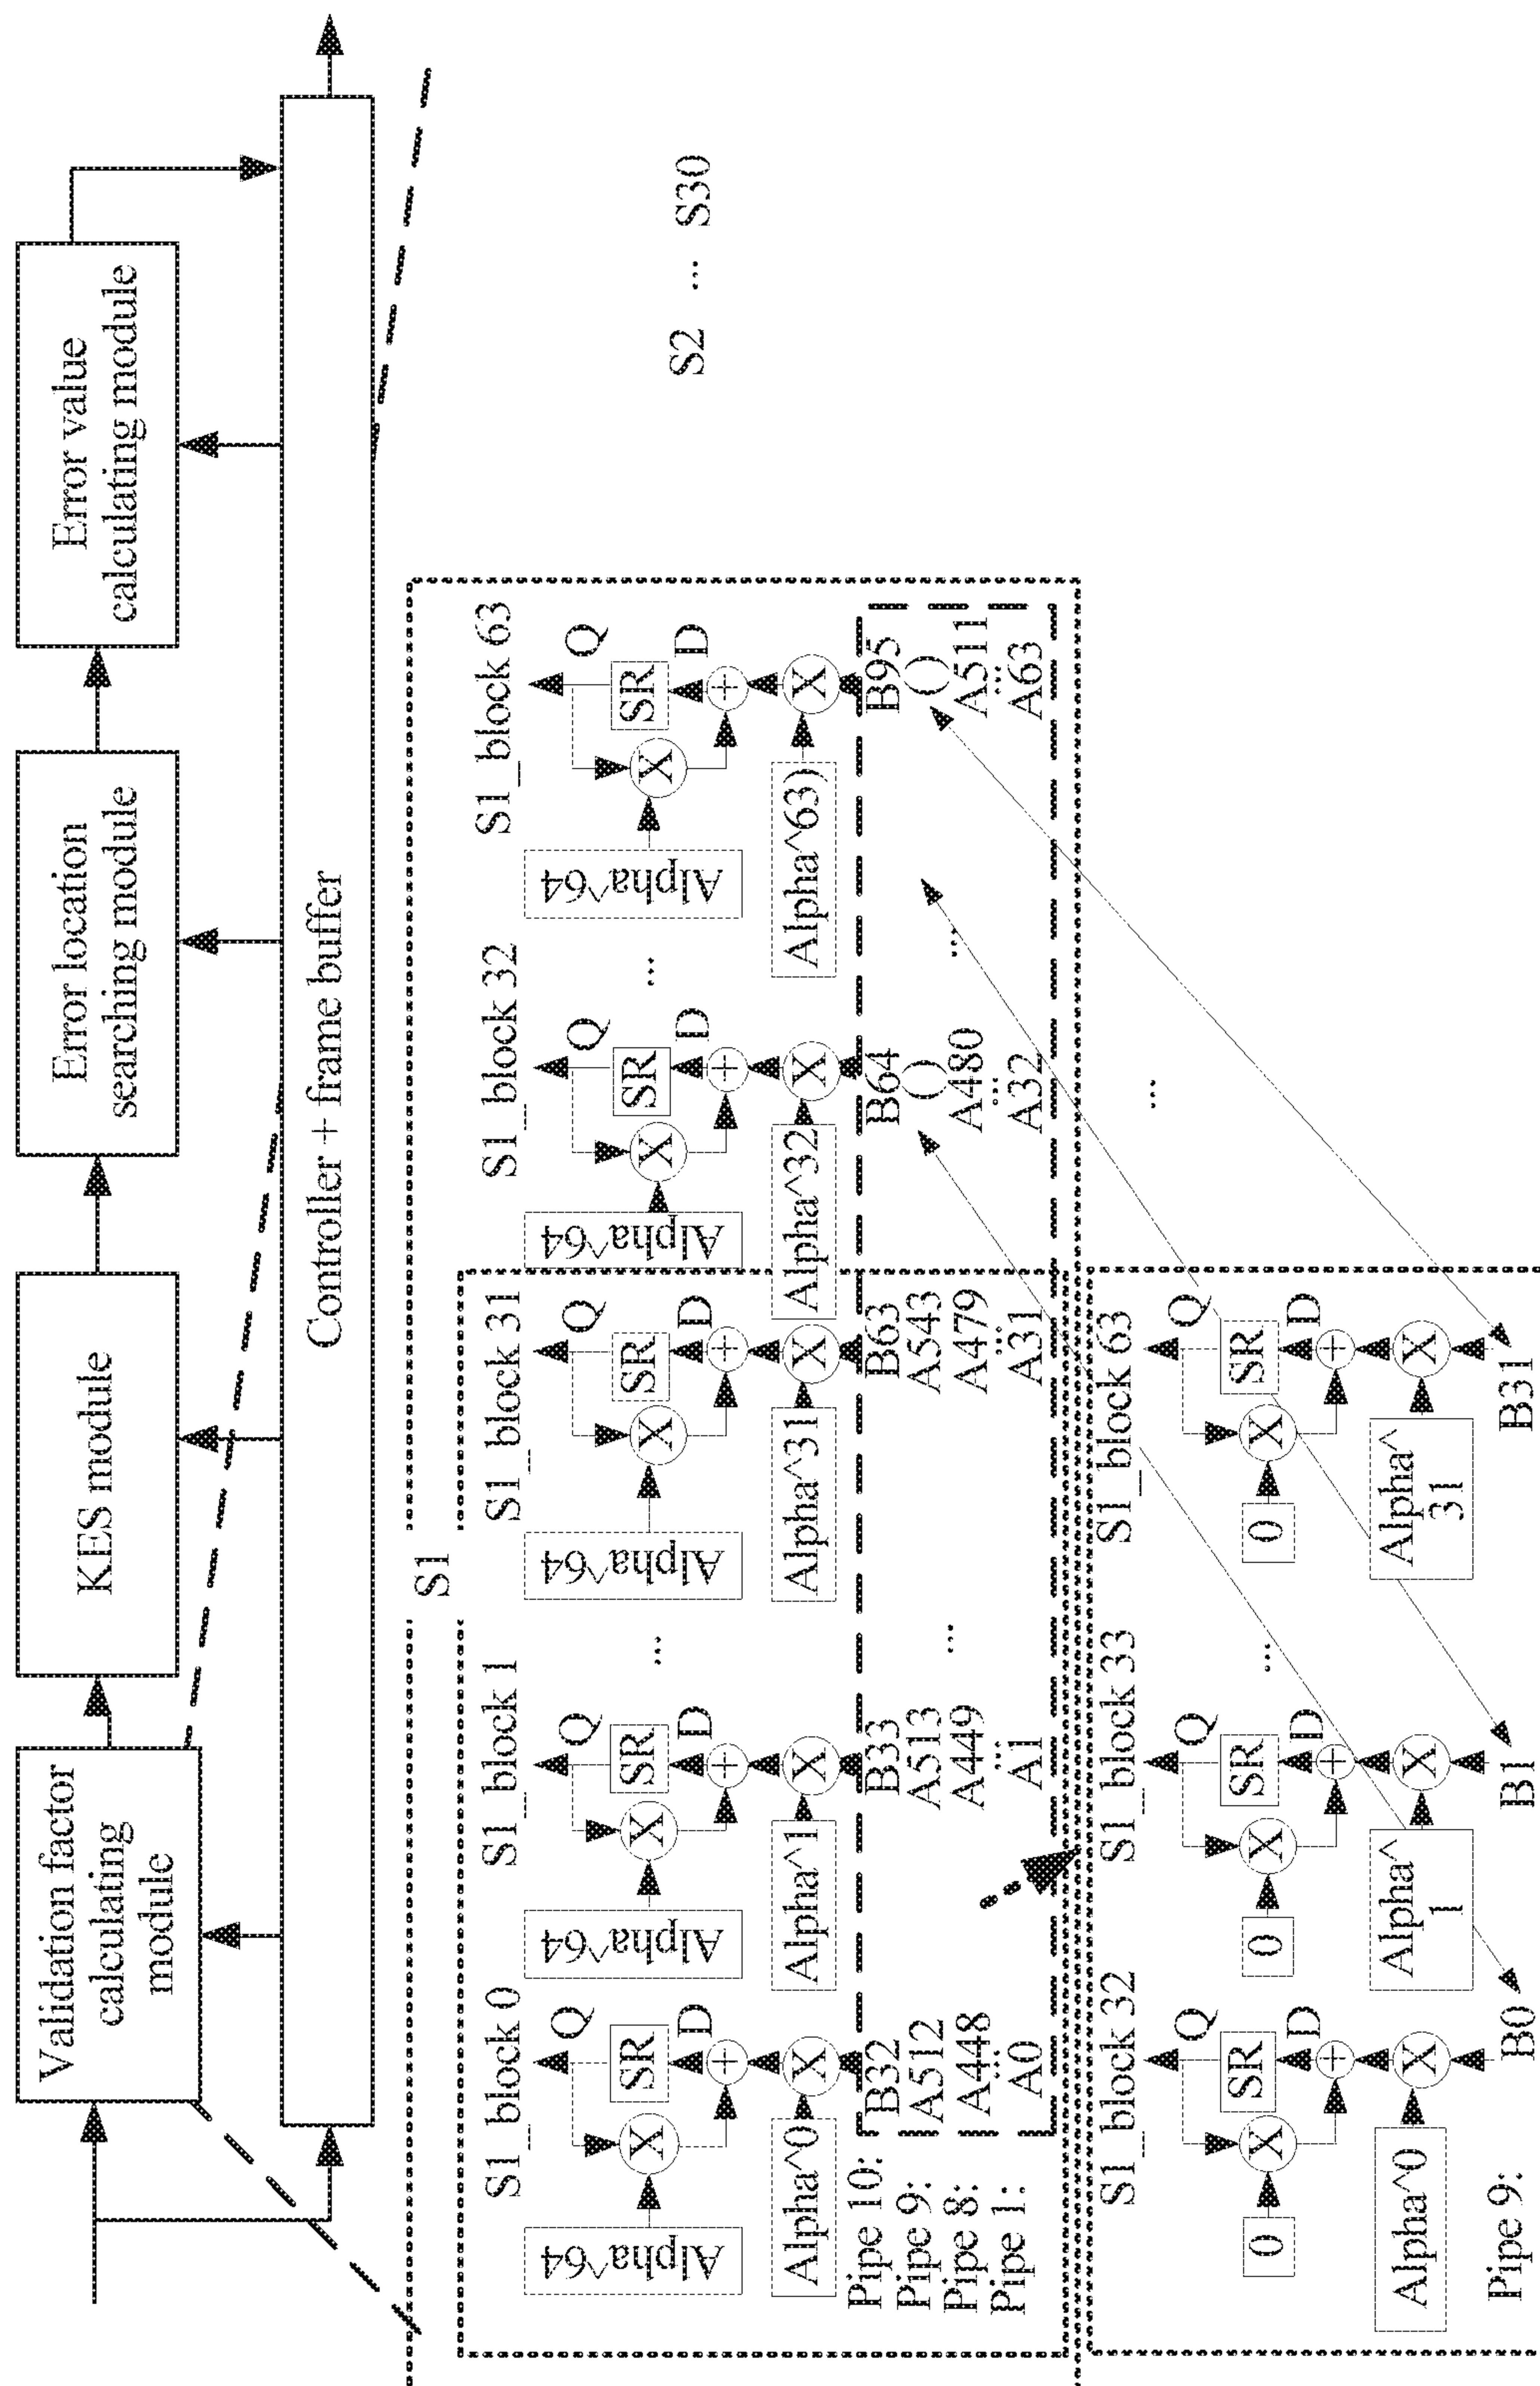 Validation factor
calculating
module
KES module
Error location
searching module
Error value
calculating module
Controller + frame buffer
S1
S2 ... S30
S1_block 0
Q
SR
D
+
X
X
Alpha^64
Alpha^0
S1_block 1
Q
SR
D
+
X
X
Alpha^64
Alpha^1
...
S1_block 31
Q
SR
D
+
X
X
Alpha^64
Alpha^31
S1_block 32
Q
SR
D
+
X
X
Alpha^64
Alpha^32
...
S1_block 63
Q
SR
D
+
X
X
Alpha^64
Alpha^63)
Pipe 10: B32 B33 B63 B64 B95
Pipe 9: A512 A513 ... A543 () ... ()
Pipe 8: A448 A449 A479 A480 A511
... ... ... ... ...
Pipe 1: A0 A1 A31 A32 A63
...
S1_block 32
Q
SR
D
+
X
X
0
Alpha^0
S1_block 33
Q
SR
D
+
X
X
0
Alpha^
1
...
S1_block 63
Q
SR
D
+
X
X
0
Alpha^
31
Pipe 9: B0 B1 B31